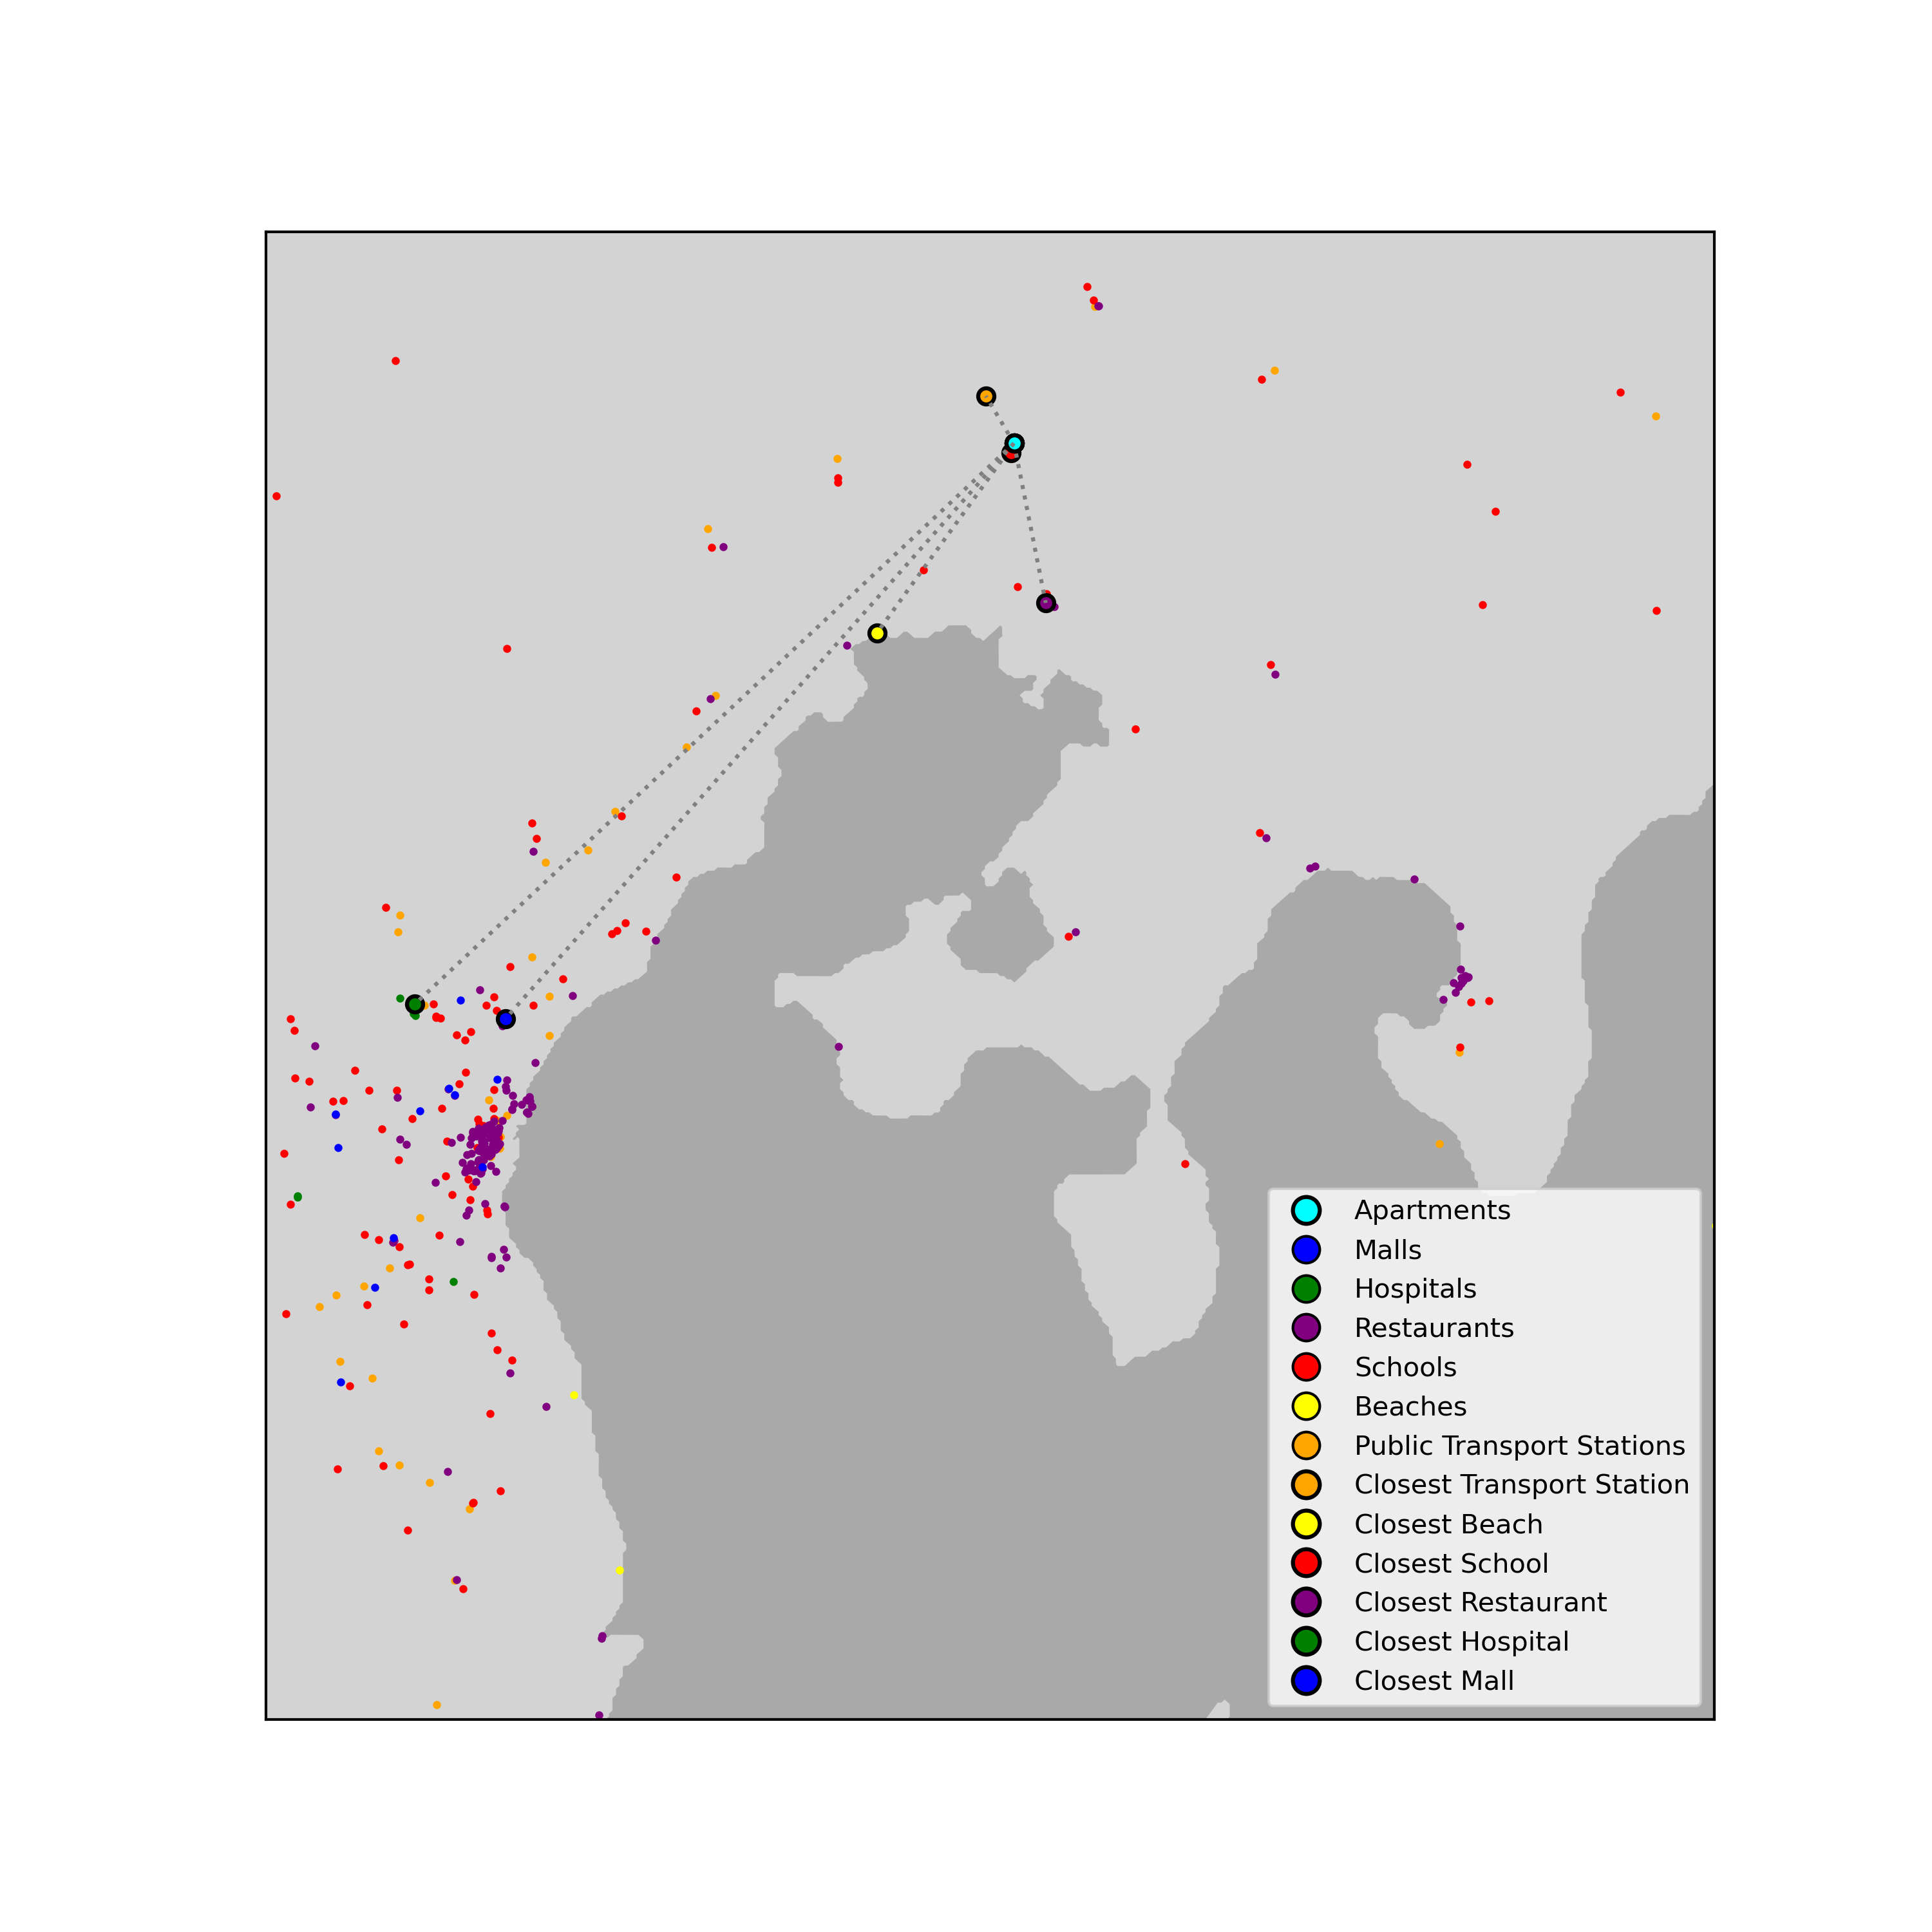 Apartments
Malls
Hospitals
Restaurants
Schools
Beaches
Public Transport Stations
Closest Transport Station
Closest Beach
Closest School
Closest Restaurant
Closest Hospital
Closest Mall